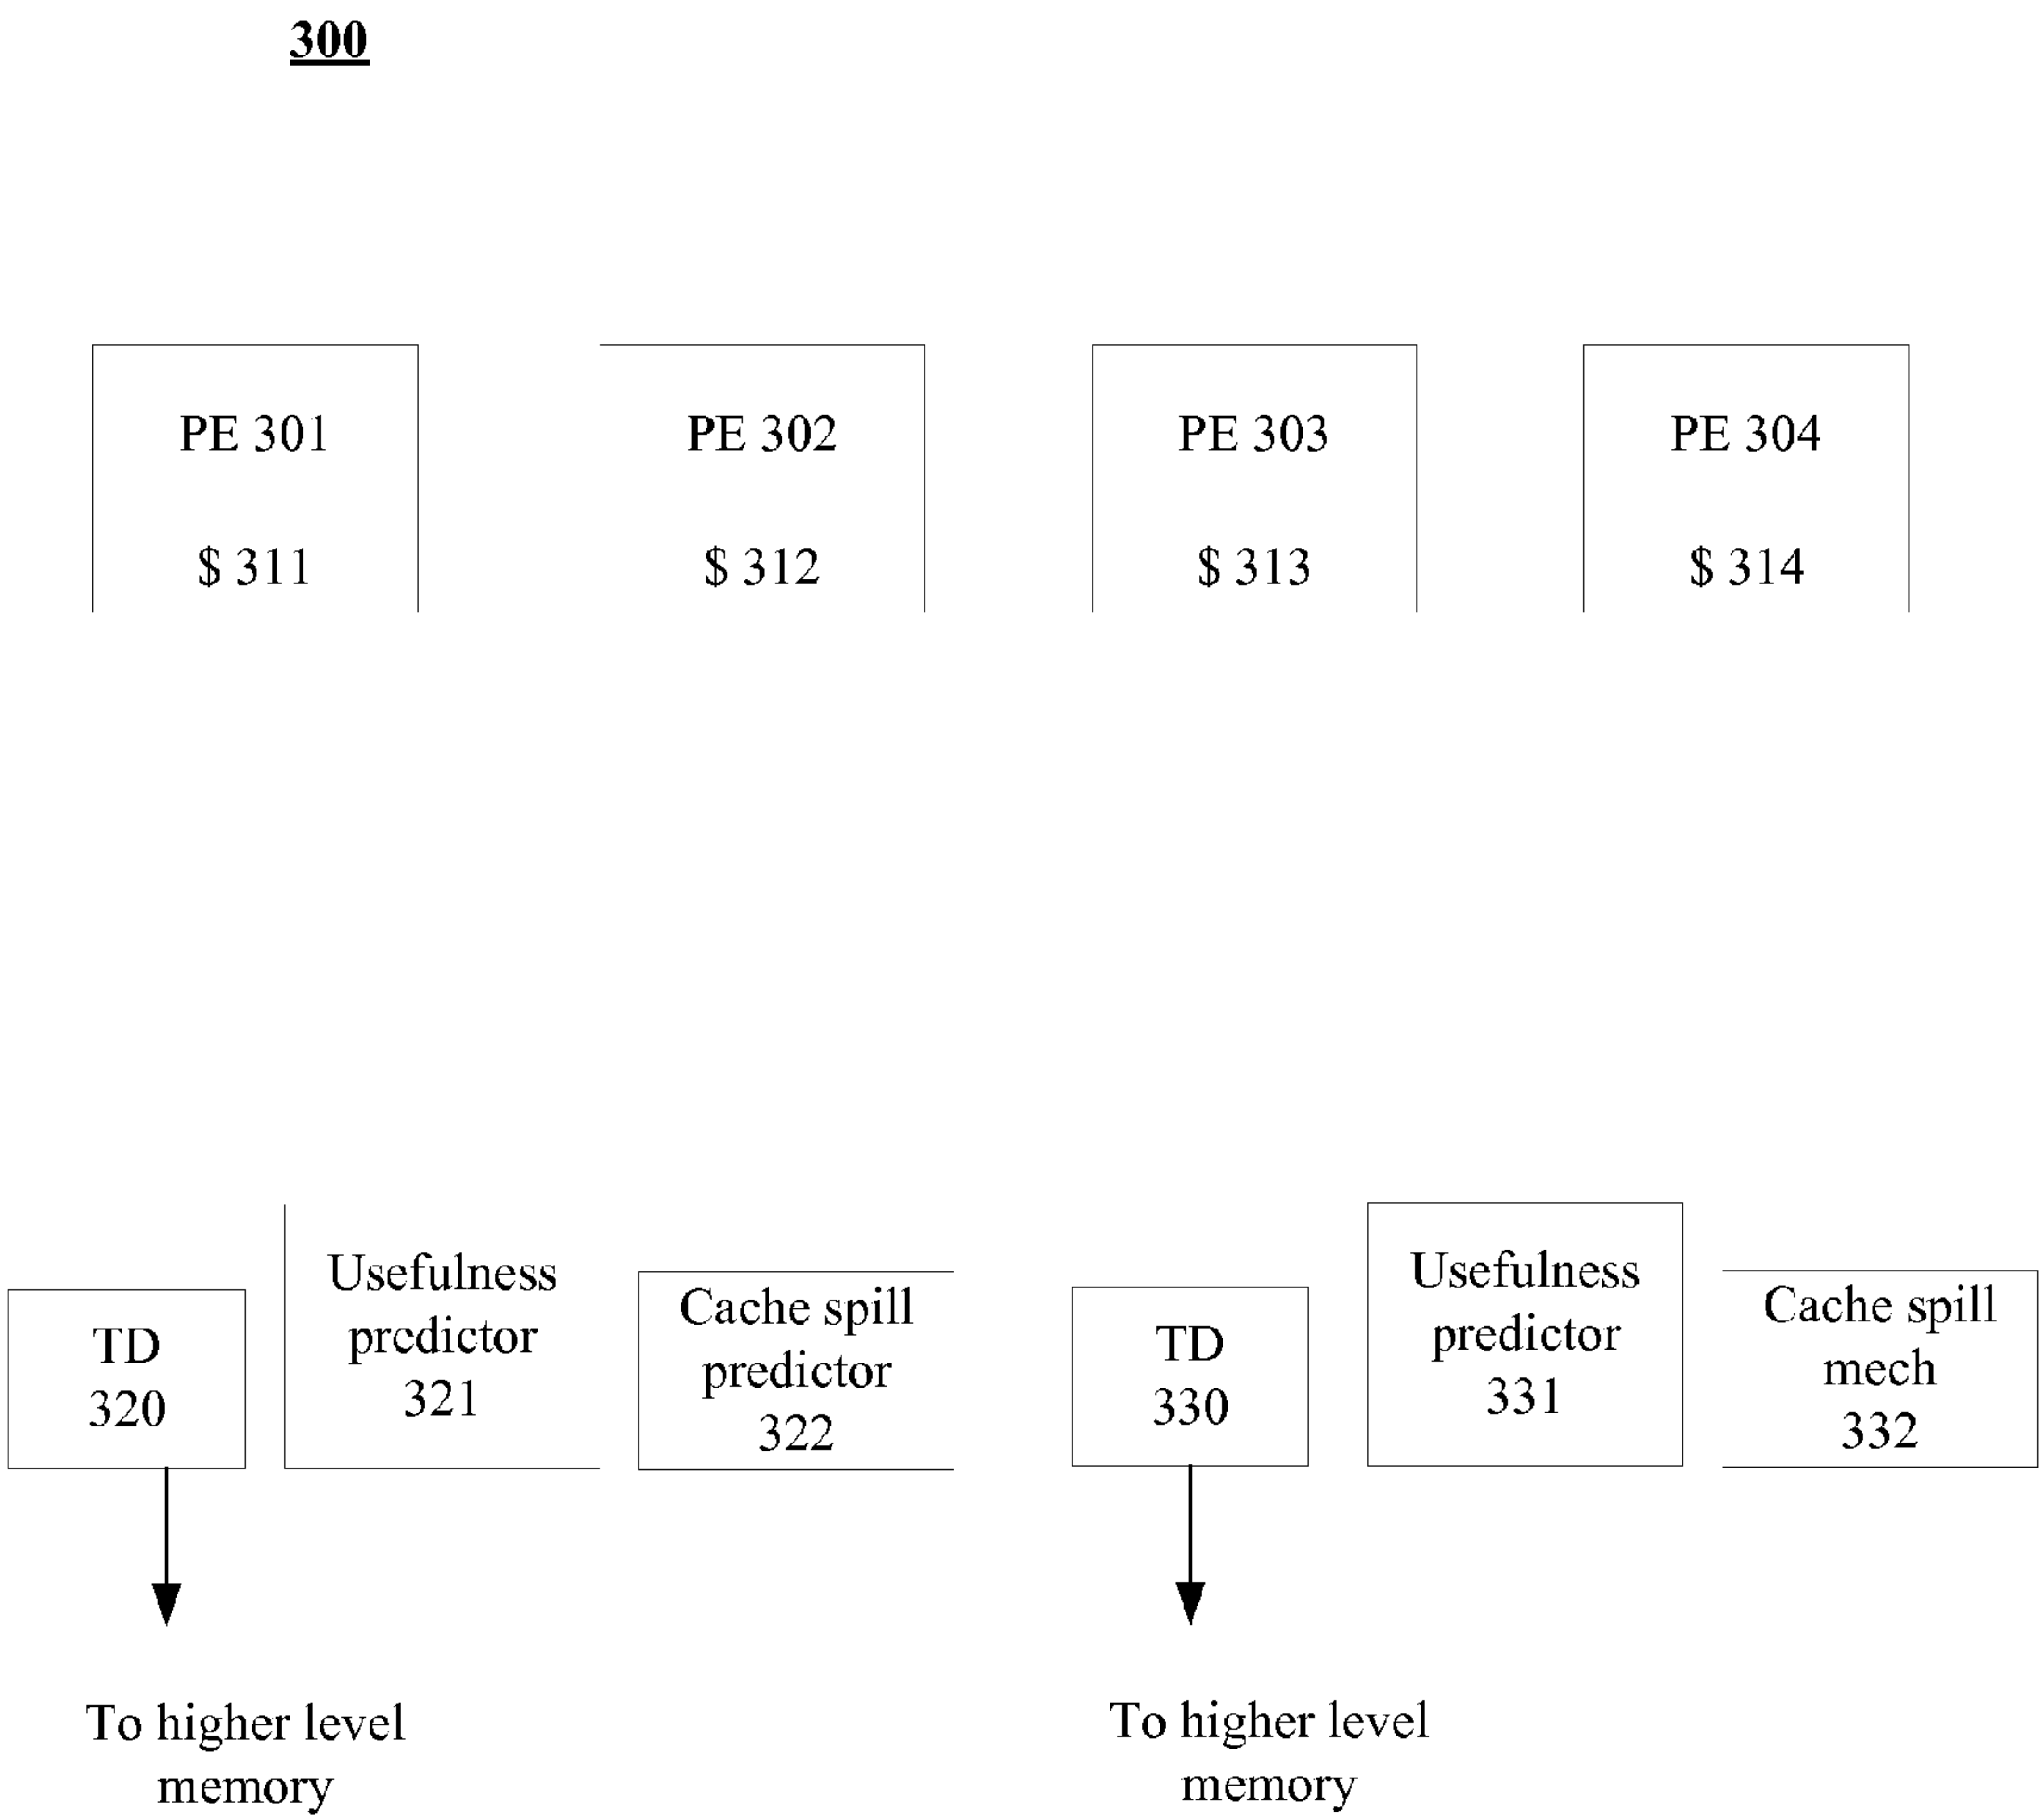 300
PE 301
$ 311
PE 302
$ 312
PE 303
$ 313
PE 304
$ 314
TD
320
Usefulness
predictor
321
Cache spill
predictor
322
TD
330
Usefulness
predictor
331
Cache spill
mech
332
To higher level
memory
To higher level
memory